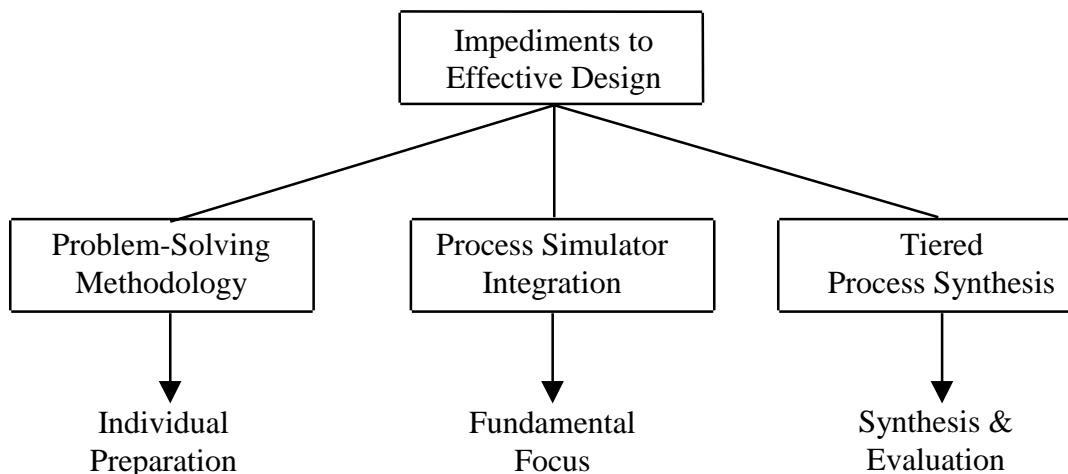 Impediments to
Effective Design
Problem-Solving
Methodology
Process Simulator
Integration
Tiered
Process Synthesis
Individual
Preparation
Fundamental
Focus
Synthesis &
Evaluation